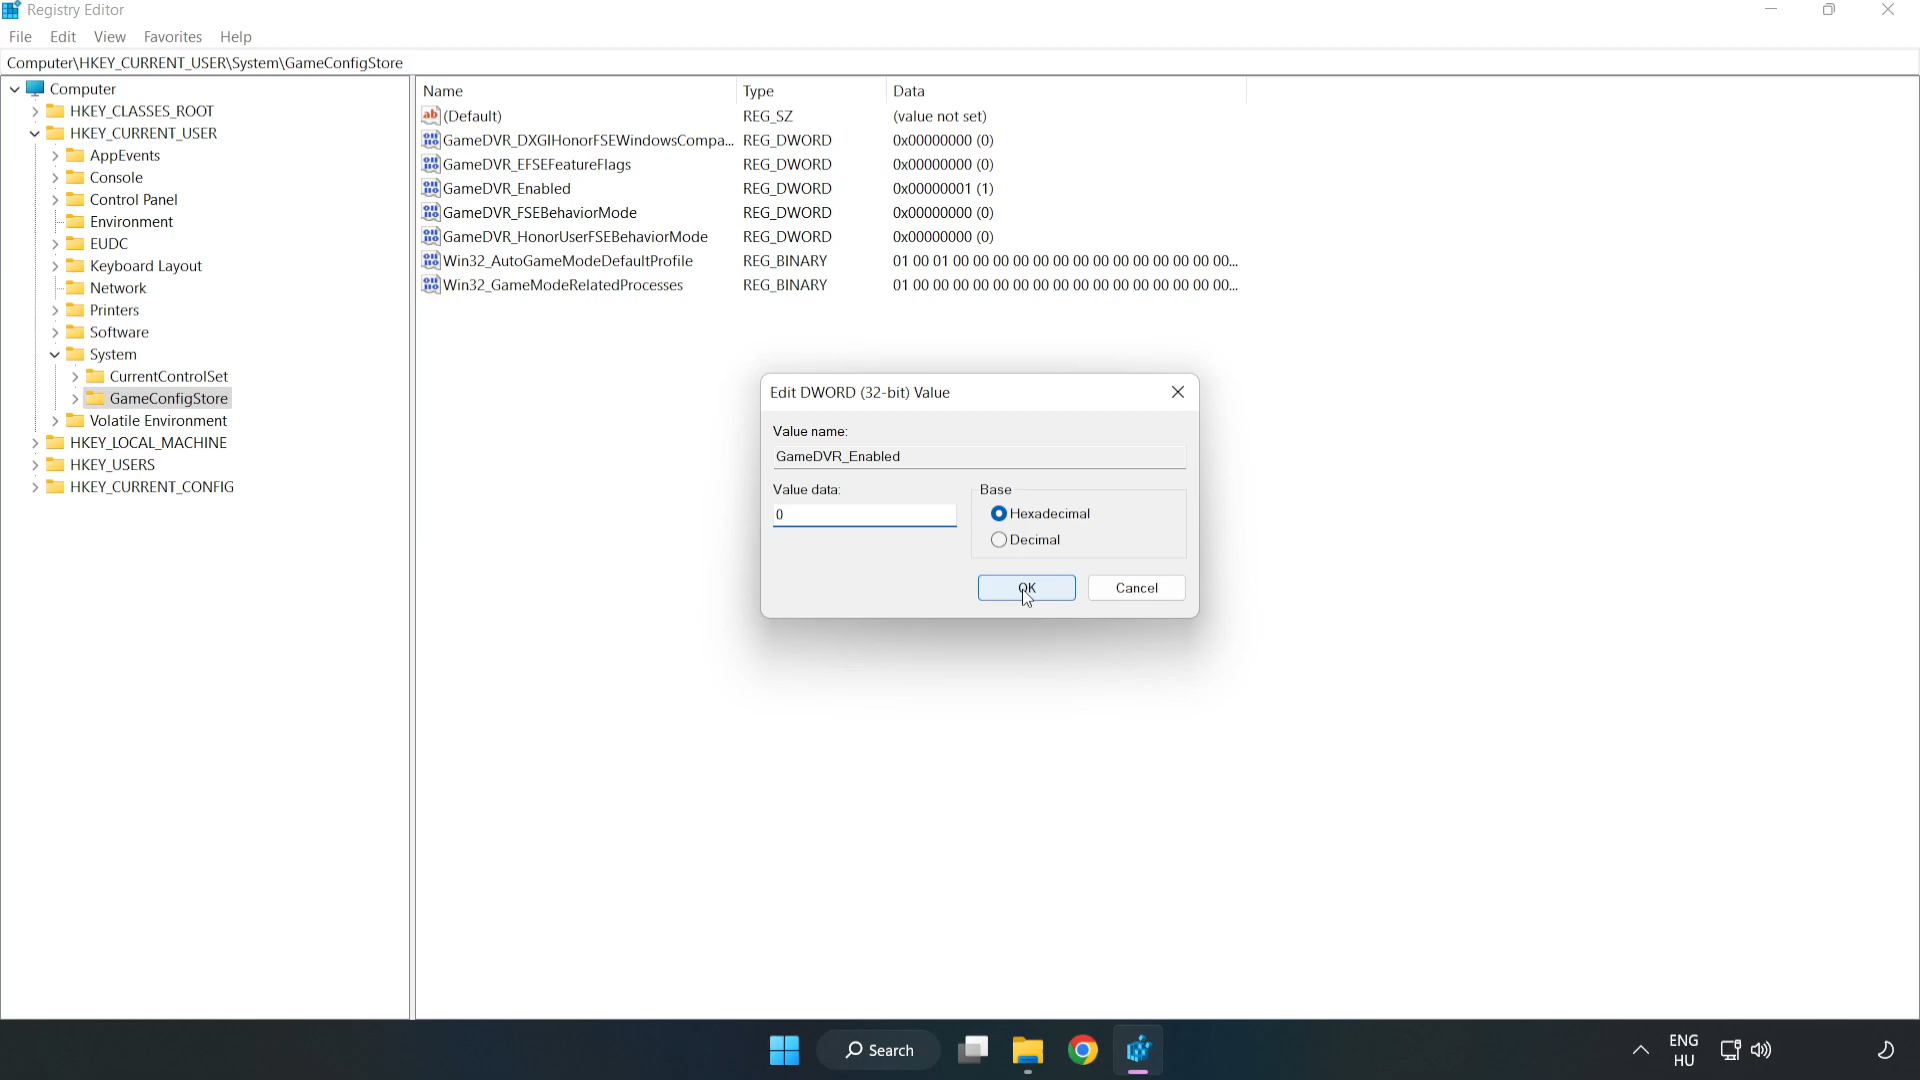 Registry Editor
File Edit View Favorites Help
Computer\HKEY_CURRENT_USER\System\GameConfigStore
Computer
HKEY_CLASSES_ROOT
HKEY_CURRENT_USER
AppEvents
Console
Control Panel
Environment
EUDC
Keyboard Layout
Network
Printers
Software
System
CurrentControlSet
GameConfigStore
Volatile Environment
HKEY_LOCAL_MACHINE
HKEY_USERS
HKEY_CURRENT_CONFIG
Name Type Data
(Default) REG_SZ (value not set)
GameDVR_DXGIHonorFSEWindowsCompa... REG_DWORD 0x00000000 (0)
GameDVR_EFSEFeatureFlags REG_DWORD 0x00000000 (0)
GameDVR_Enabled REG_DWORD 0x00000001 (1)
GameDVR_FSEBehaviorMode REG_DWORD 0x00000000 (0)
GameDVR_HonorUserFSEBehaviorMode REG_DWORD 0x00000000 (0)
Win32_AutoGameModeDefaultProfile REG_BINARY 01 00 01 00 00 00 00 00 00 00 00 00 00 00 00 00 00...
Win32_GameModeRelatedProcesses REG_BINARY 01 00 00 00 00 00 00 00 00 00 00 00 00 00 00 00 00...
Edit DWORD (32-bit) Value
Value name:
GameDVR_Enabled
Value data: Base
0 Hexadecimal
Decimal
OK Cancel
Search
ENG
HU